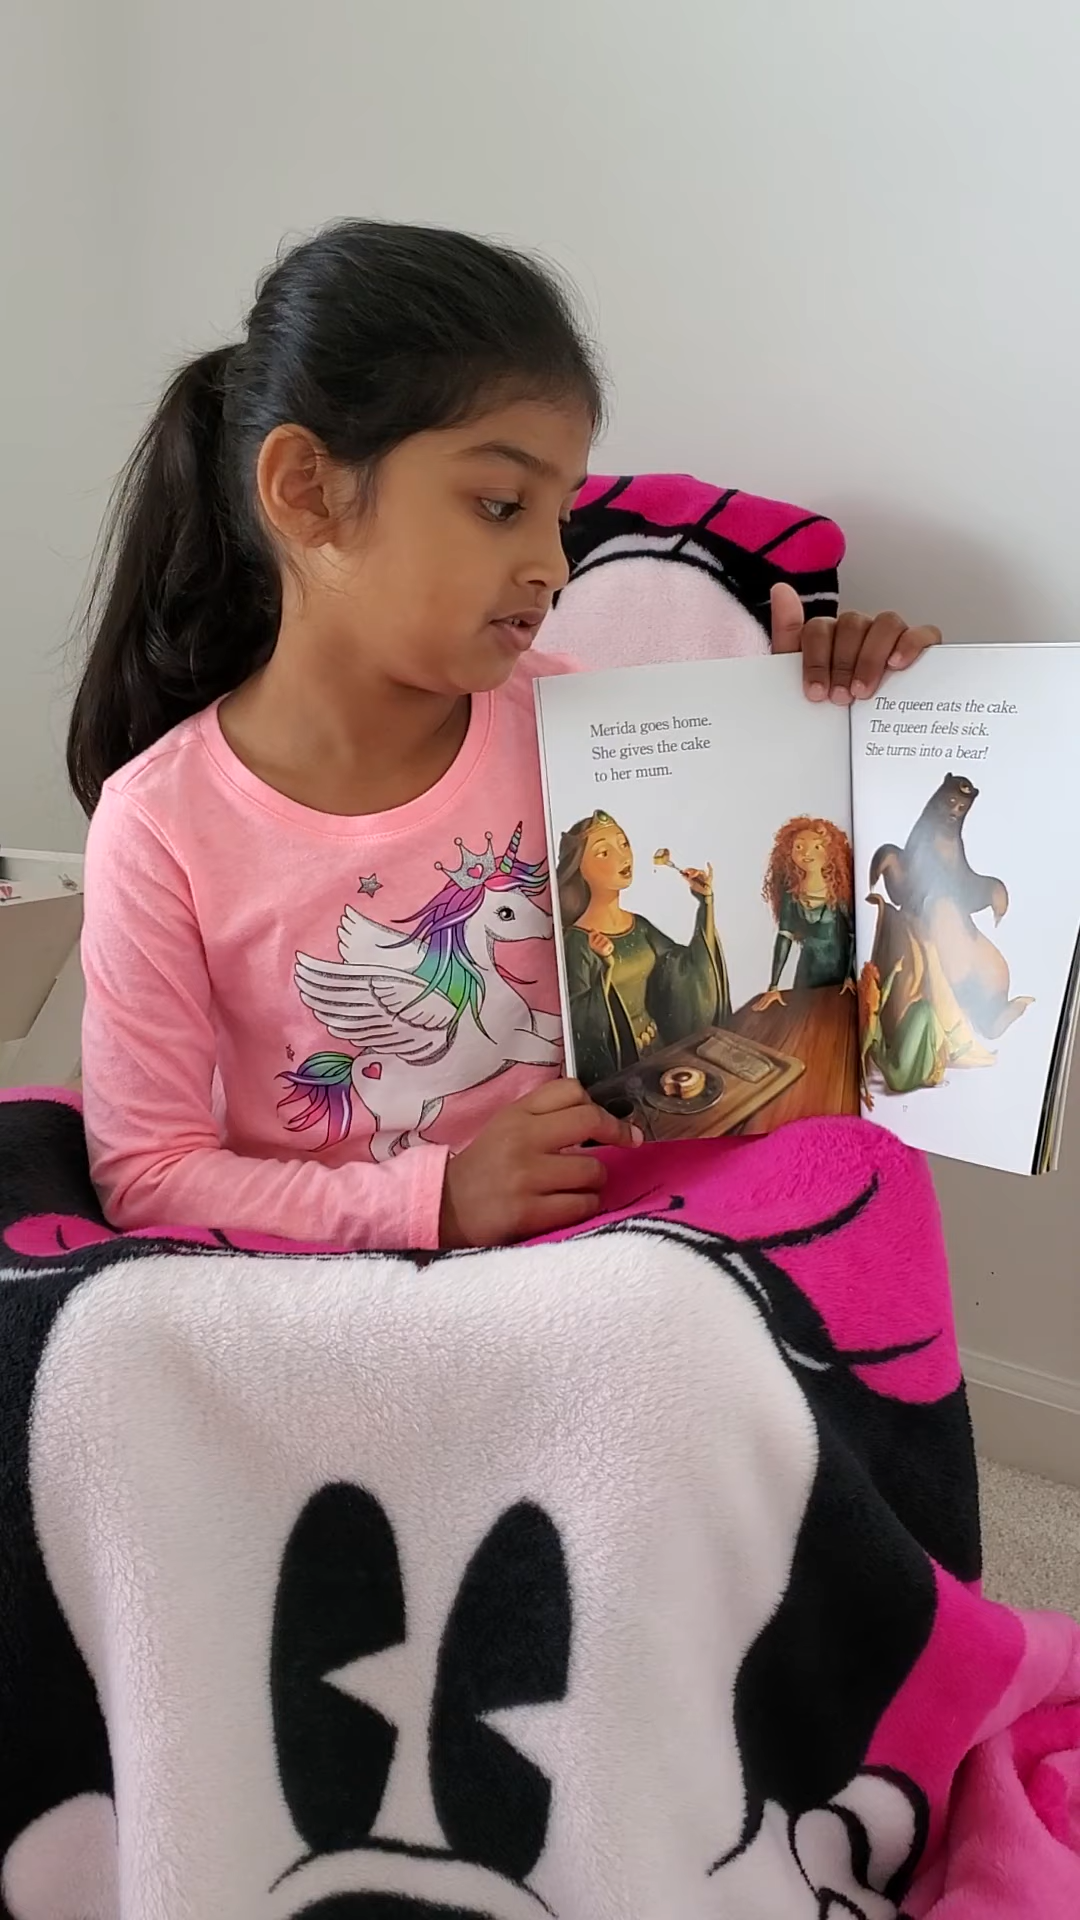 Merida goes home.
She gives the cake
to her mum.
The queen eats the cake.
The queen feels sick.
She turns into a bear!
17